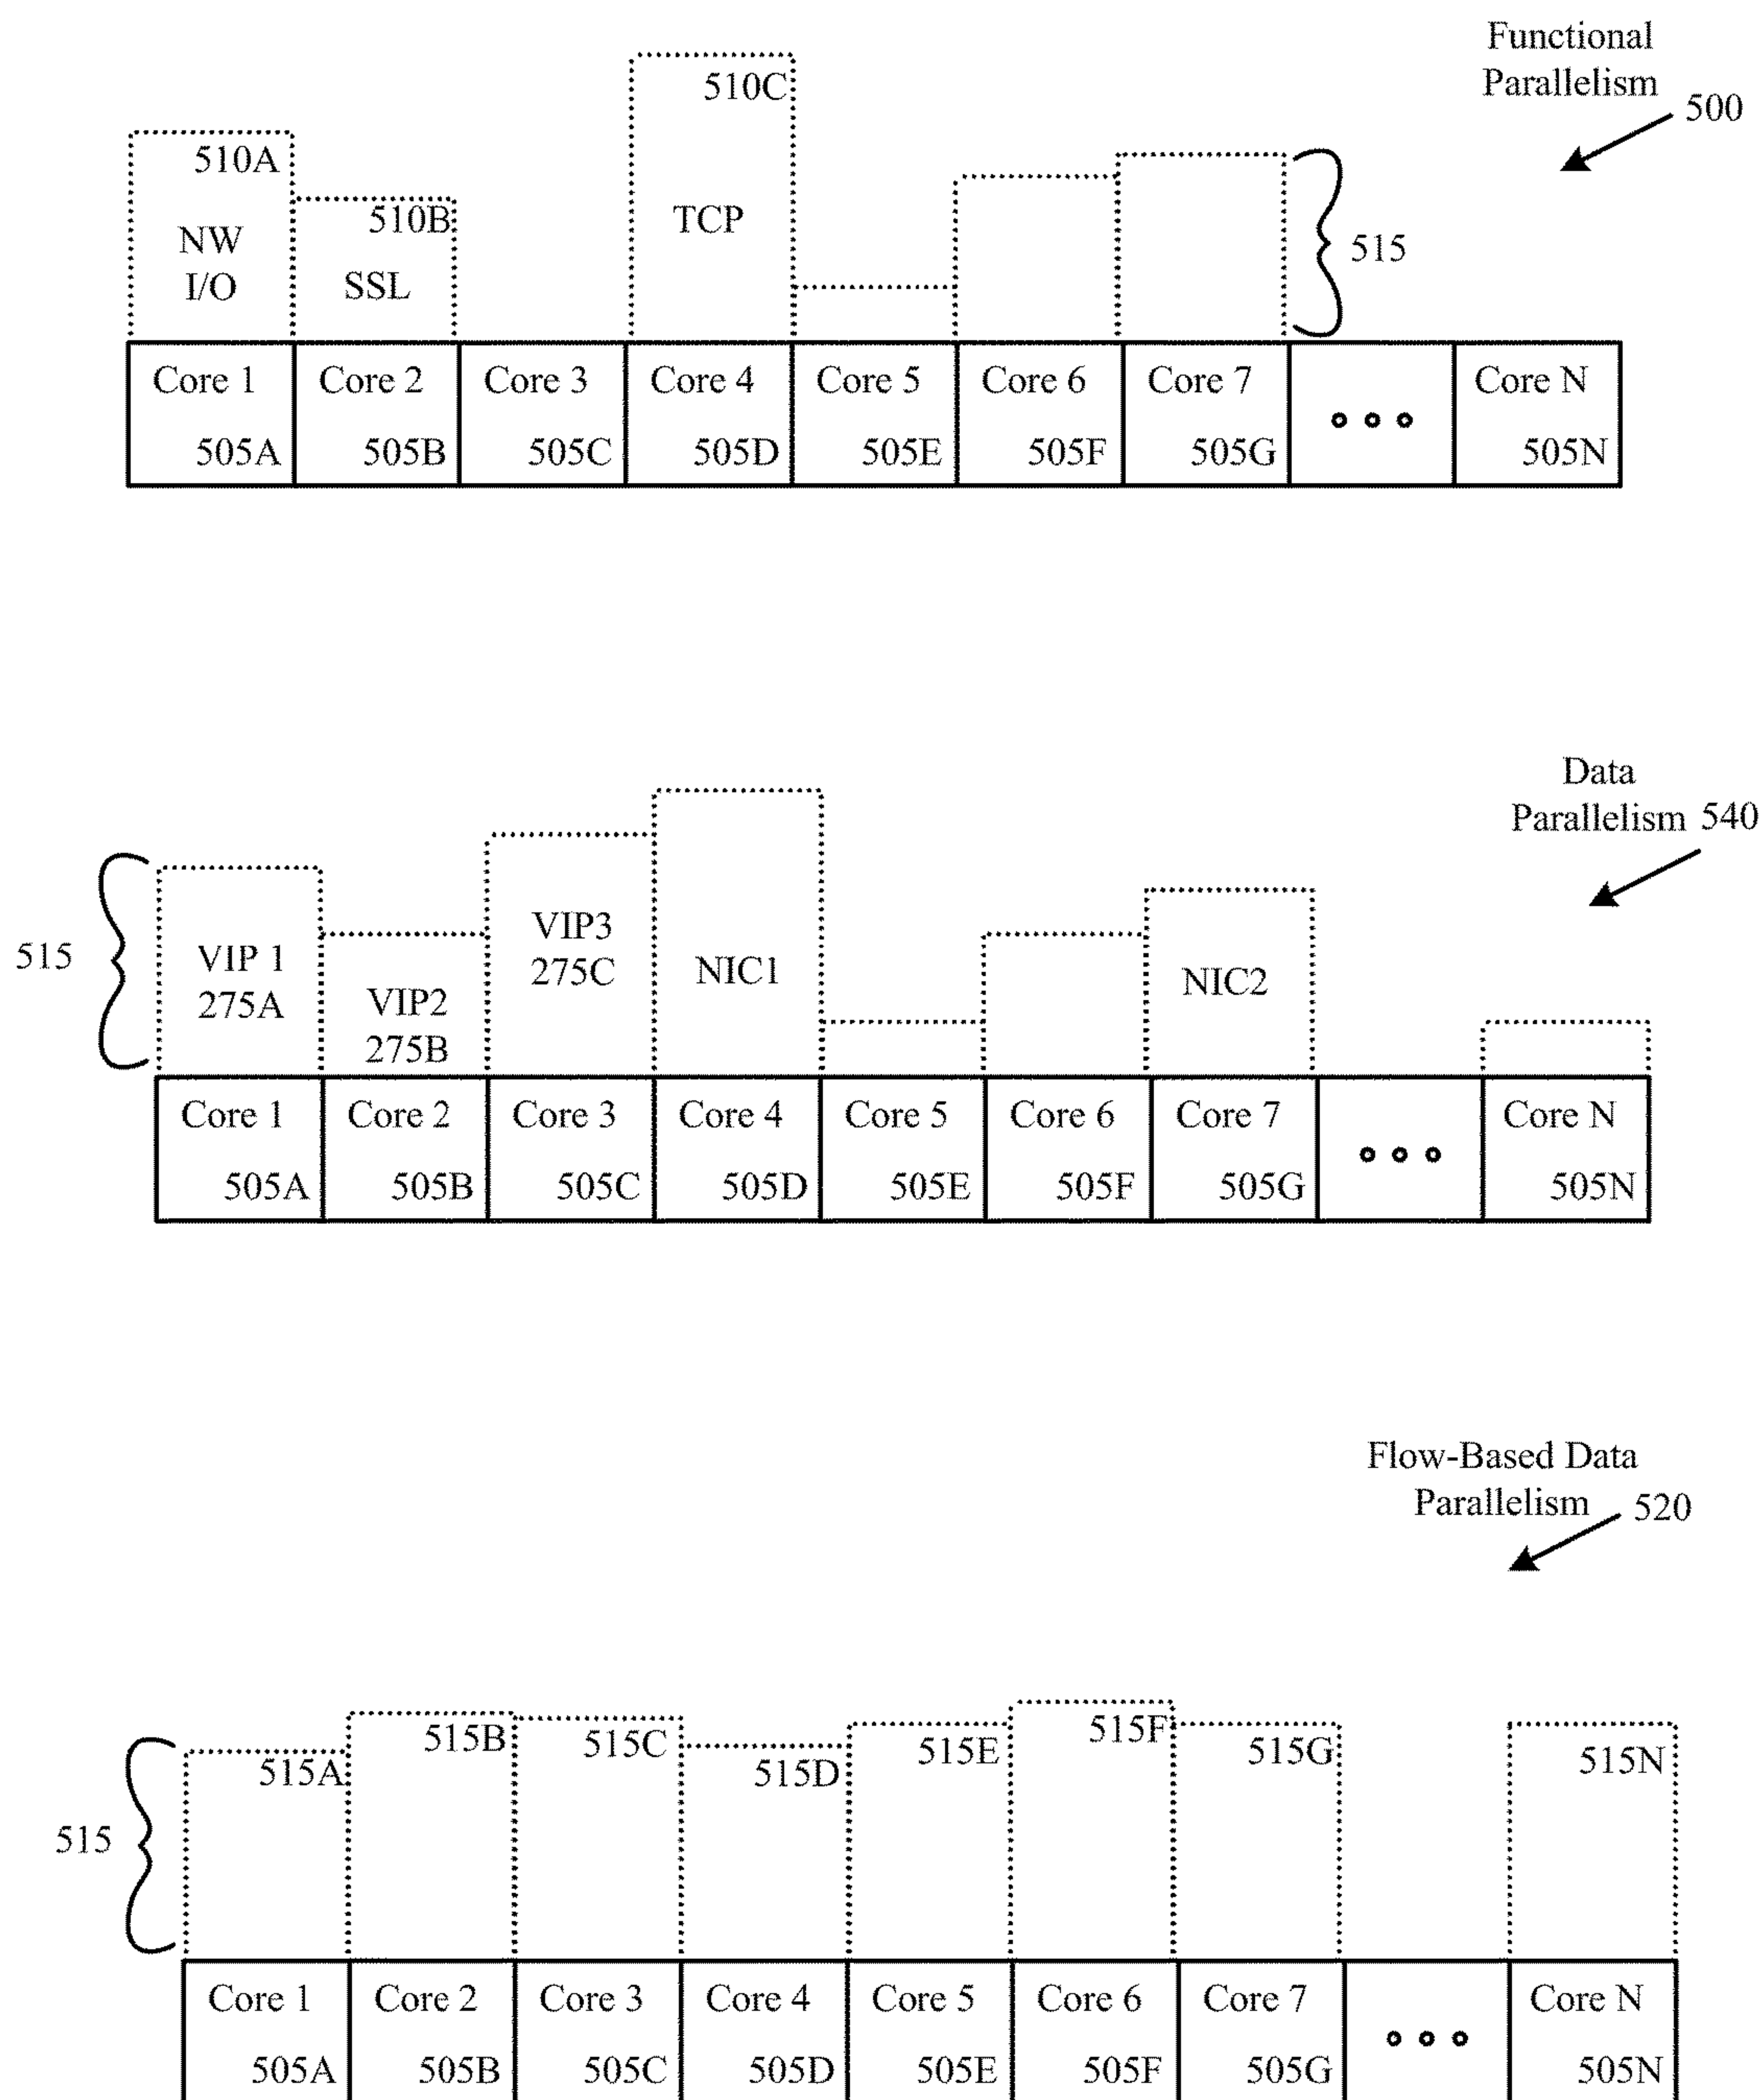 Functional
Parallelism
500
510C
510A
510B
NW
I/O
SSL
TCP
515
Core 1 Core 2 Core 3 Core 4 Core 5 Core 6 Core 7 Core N
505A 505B 505C 505D 505E 505F 505G 505N
Data
Parallelism 540
515
VIP 1
275A
VIP2
275B
VIP3
275C
NIC1
NIC2
Core 1 Core 2 Core 3 Core 4 Core 5 Core 6 Core 7 Core N
505A 505B 505C 505D 505E 505F 505G 505N
Flow-Based Data
Parallelism 520
515
515A 515B 515C 515D 515E 515F 515G 515N
Core 1 Core 2 Core 3 Core 4 Core 5 Core 6 Core 7 Core N
505A 505B 505C 505D 505E 505F 505G 505N